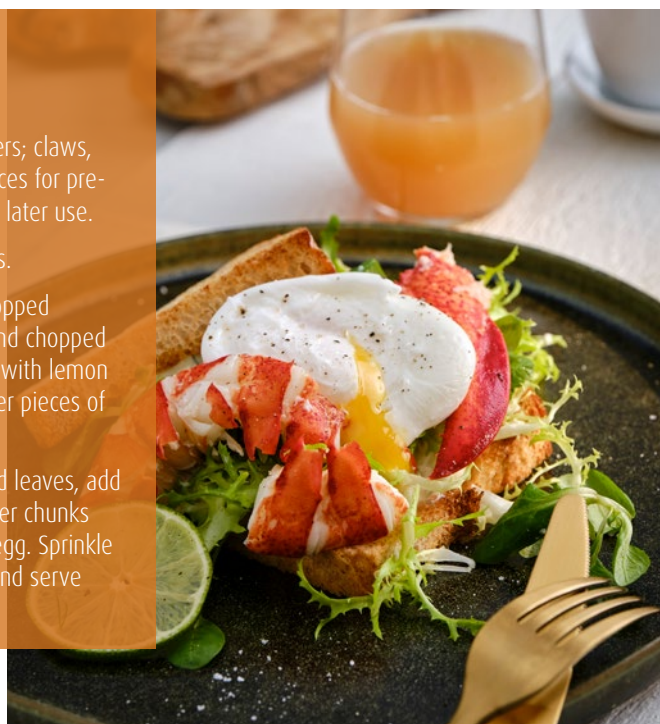 ers; claws,
ces for pre-
later use.
s.
opped
nd chopped
with lemon
er pieces of
d leaves, add
er chunks
egg. Sprinkle
nd serve